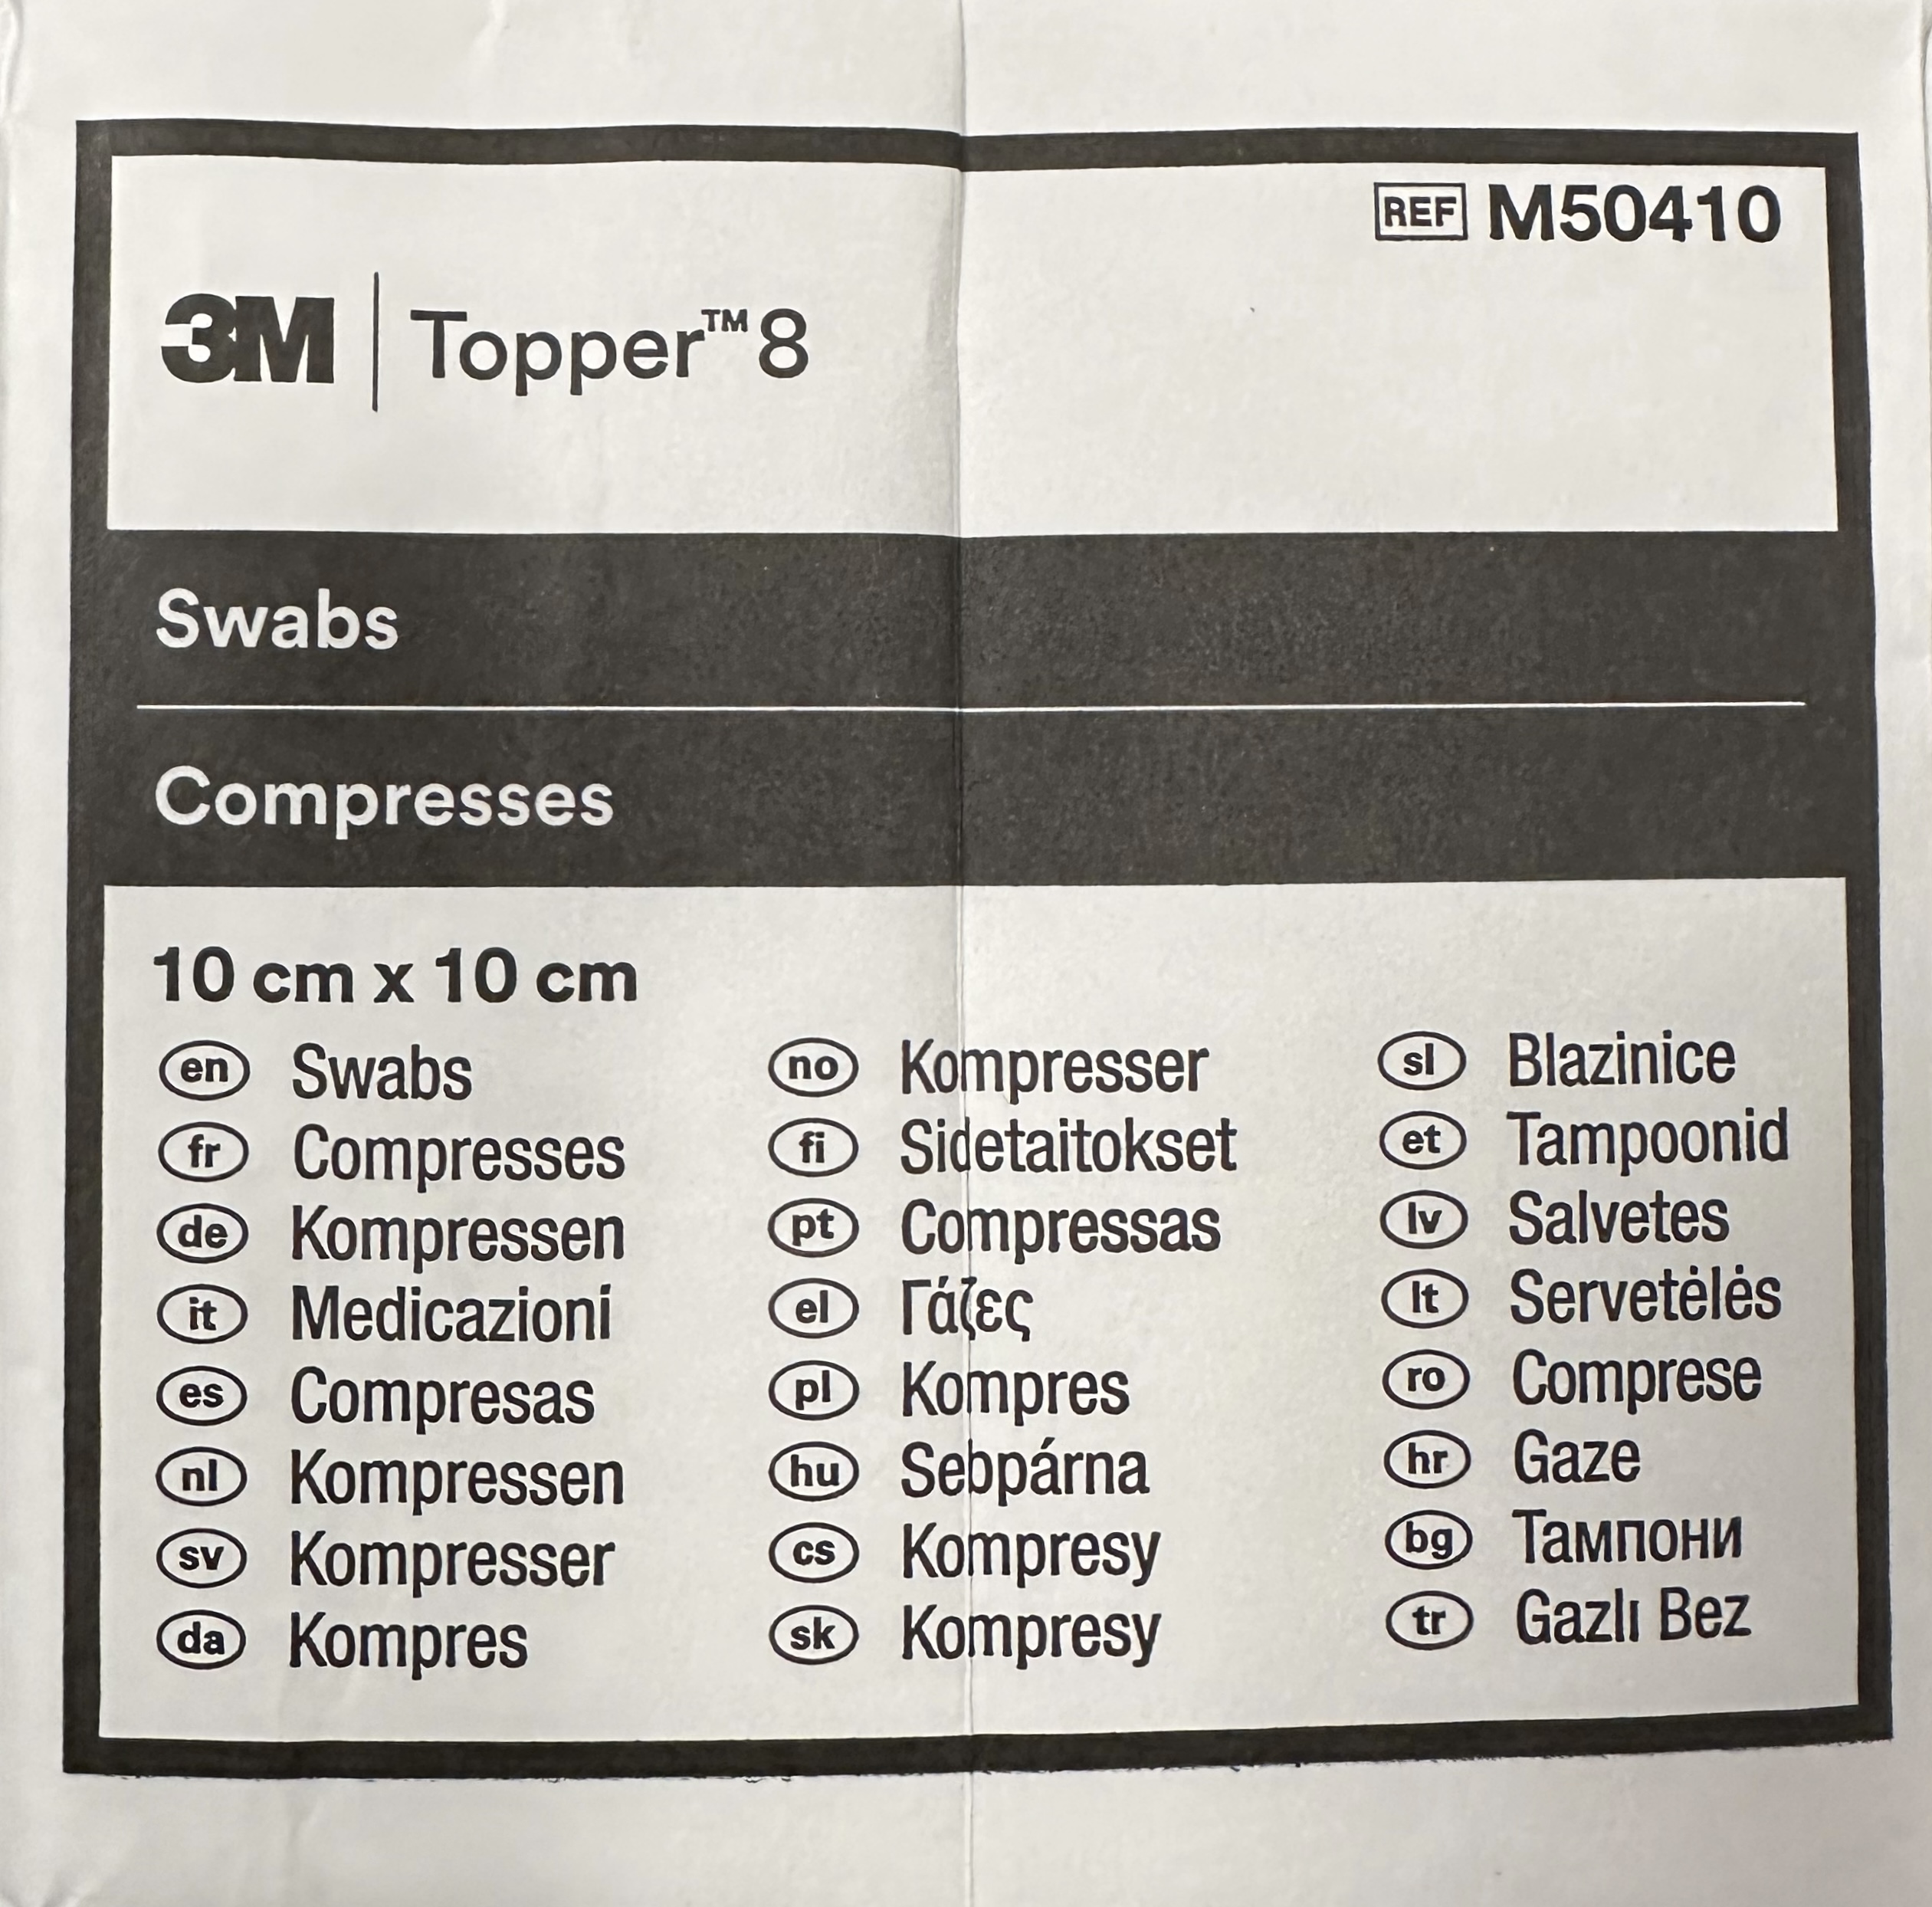 REF M50410
3M | Topper™ 8
Swabs
Compresses
10 cm x 10 cm
en Swabs
fr Compresses
de Kompressen
it Medicazioni
es Compresas
nl Kompressen
sv Kompresser
da Kompres
no Kompresser
fi Sidetaitokset
pt Compressas
el Γάζες
pl Kompres
hu Sebpárna
cs Kompresy
sk Kompresy
sl Blazinice
et Tampoonid
lv Salvetes
lt Servetėlės
ro Comprese
hr Gaze
bg Тампони
tr Gazlı Bez